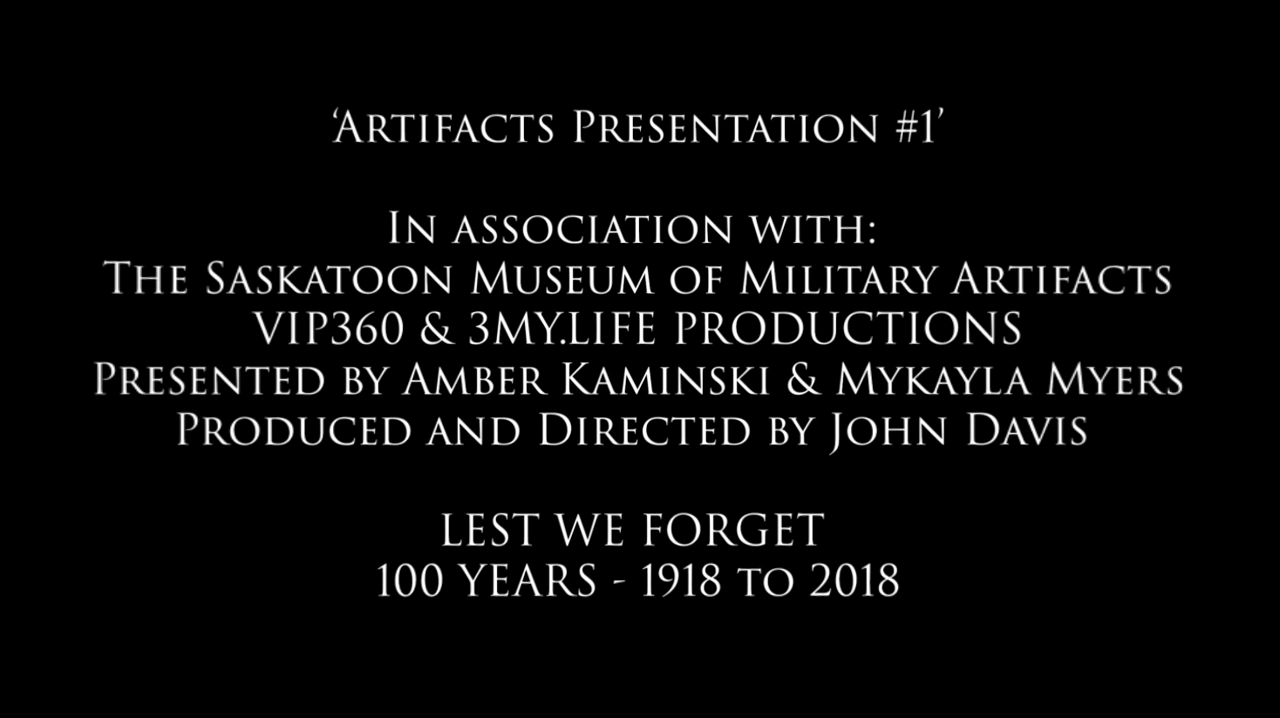 ‘Artifacts Presentation #1’
In association with:
The Saskatoon Museum of Military Artifacts
VIP360 & 3MY.LIFE PRODUCTIONS
Presented by Amber Kaminski & Mykayla Myers
Produced and Directed by John Davis
LEST WE FORGET
100 YEARS - 1918 to 2018